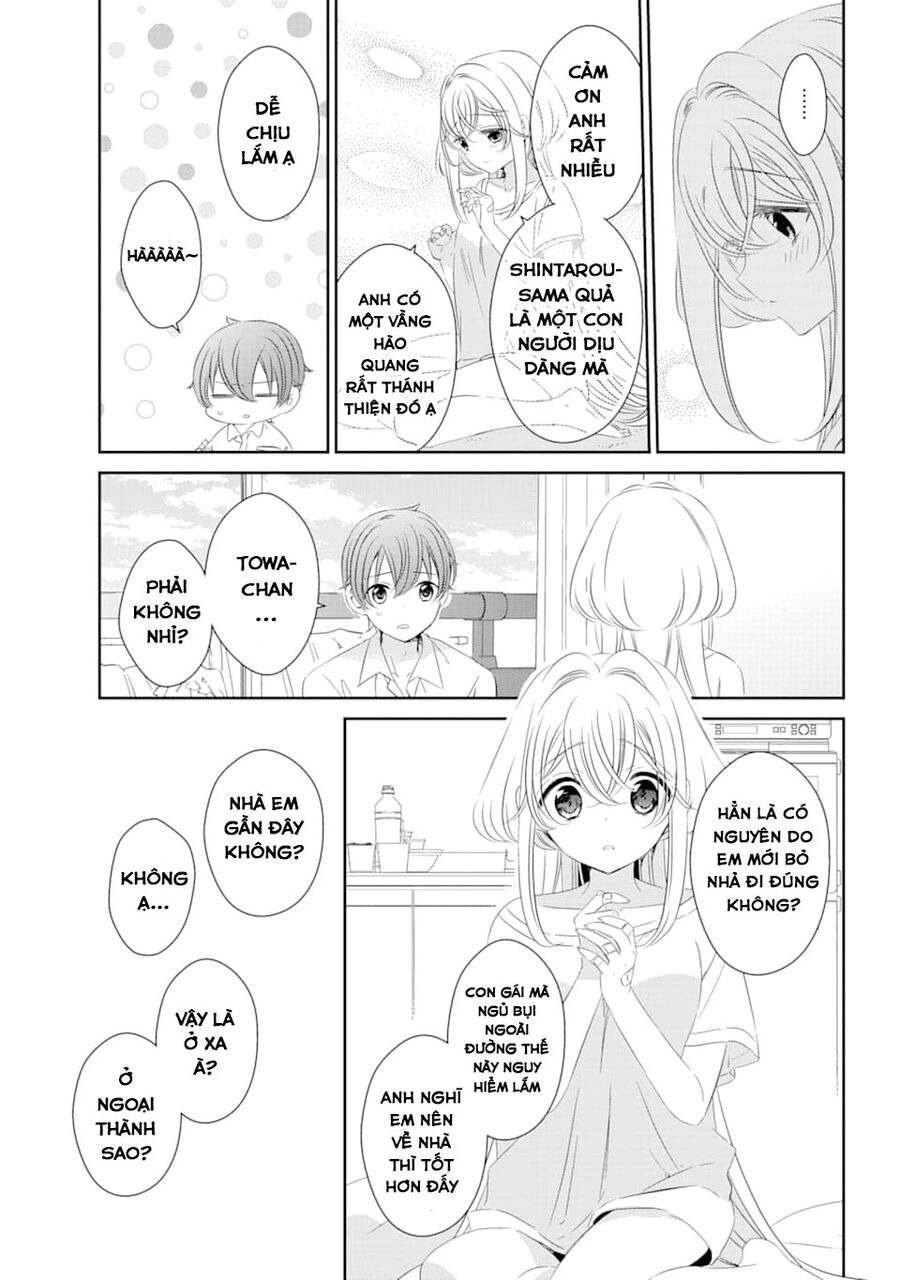 ......
CẢM
ƠN
ANH RẤT
NHIỀU
SHINTAROU-
SAMA QUẢ
LÀ MỘT CON
NGƯỜI DỊU
DÀNG MÀ
ANH CÓ
MỘT VẦNG
HÀO
QUANG
RẤT THÁNH
THIỆN ĐÓ Ạ
DỄ
CHỊU
LẮM Ạ
HÀÀÀÀÀ~
TOWA-
CHAN
...
PHẢI
KHÔNG
NHỈ?
HẲN LÀ CÓ
NGUYÊN DO
EM MỚI BỎ
NHẢ ĐI ĐÚNG
KHÔNG?
CON GÁI MÀ
NGỦ BỤI
NGOÀI
ĐƯỜNG THẾ
NÀY NGUY
HIỂM LẮM
ANH NGHĨ
EM NÊN
VỀ NHÀ
THÌ TỐT
HƠN ĐẤY
NHÀ EM
GẦN ĐÂY
KHÔNG?
KHÔNG
Ạ...
VẬY LÀ
Ở XA
À?
Ở
NGOẠI
THÀNH
SAO?